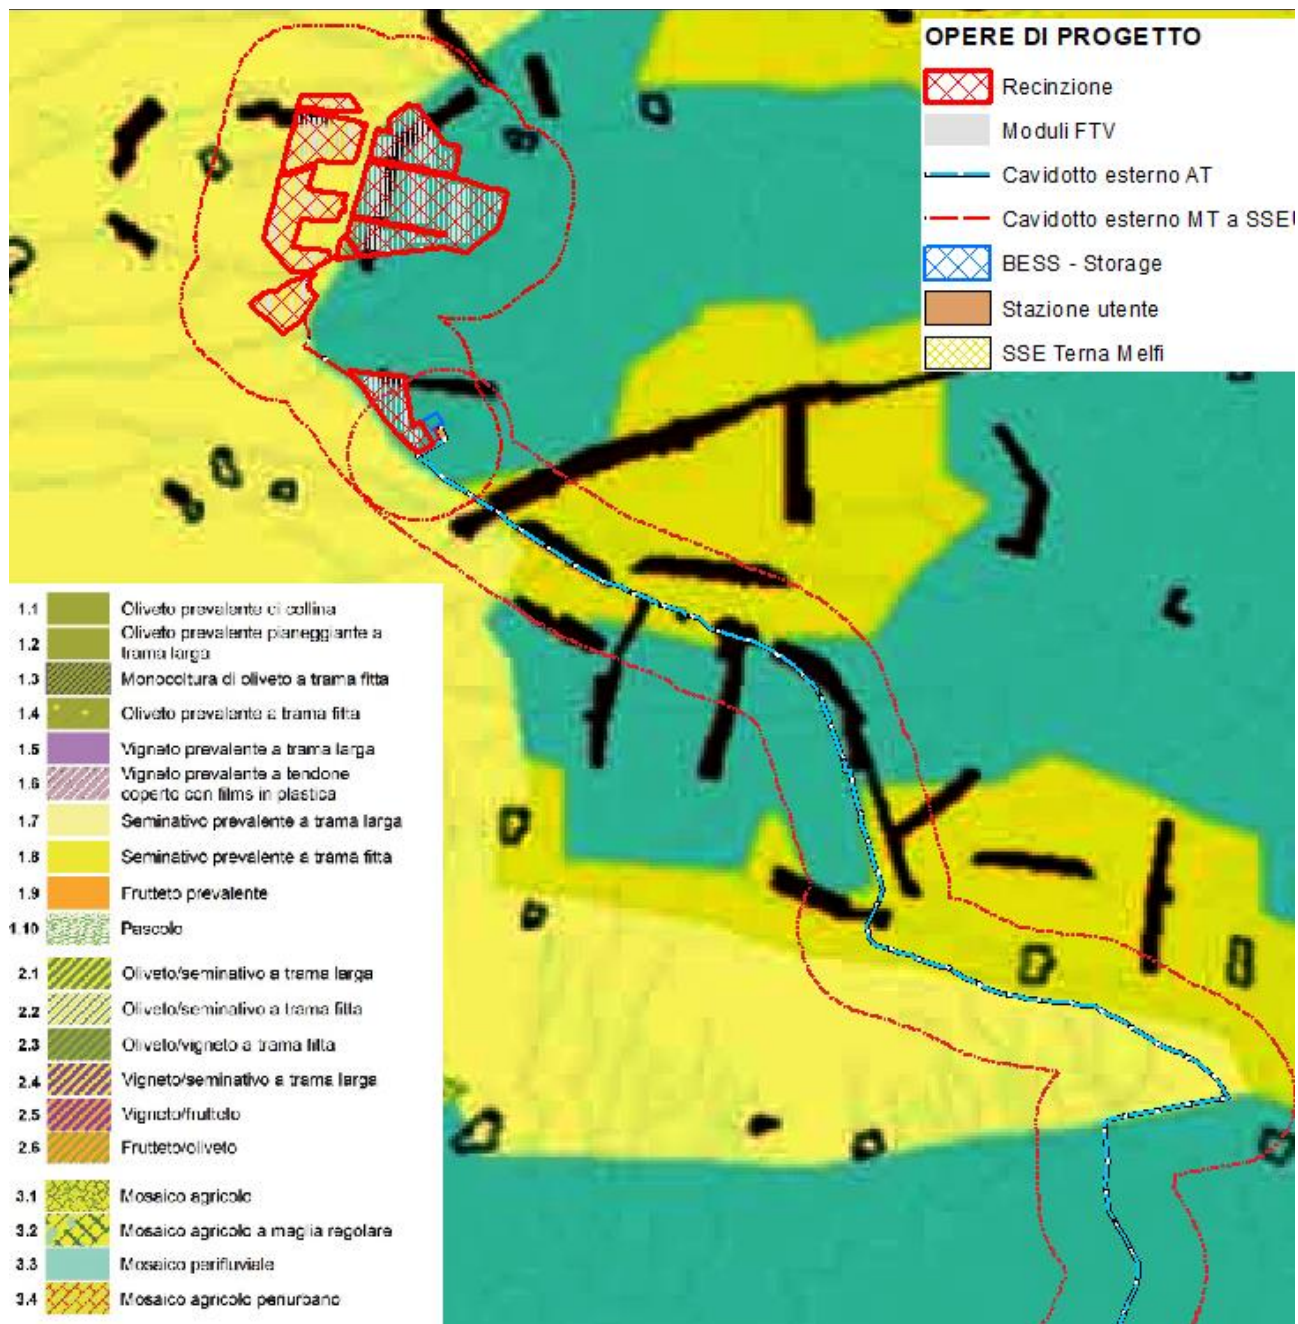 OPERE DI PROGETTO
Recinzione
Moduli FTV
Cavidotto esterno AT
Cavidotto esterno MT a SSEU
BESS - Storage
Stazione utente
SSE Terna Melfi
1.1 Oliveto prevalente di collina
1.2 Oliveto prevalente pianeggiante a
trama larga
1.3 Monocoltura di oliveto a trama fitta
1.4 Oliveto prevalente a trama fitta
1.5 Vigneto prevalente a trama larga
1.6 Vigneto prevalente a tendone
coperto con films in plastica
1.7 Seminativo prevalente a trama larga
1.8 Seminativo prevalente a trama fitta
1.9 Frutteto prevalente
1.10 Pascolo
2.1 Oliveto/seminativo a trama larga
2.2 Oliveto/seminativo a trama fitta
2.3 Oliveto/vigneto a trama fitta
2.4 Vigneto/seminativo a trama larga
2.5 Vigneto/frutteto
2.6 Frutteto/oliveto
3.1 Mosaico agricolo
3.2 Mosaico agricolo a maglia regolare
3.3 Mosaico perifluviale
3.4 Mosaico agricolo periurbano